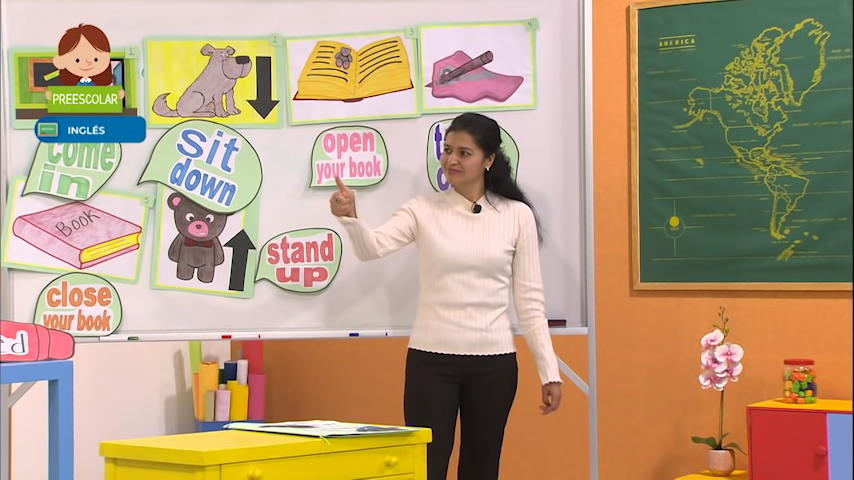 PREESCOLAR
INGLÉS
1
2
3
4
come
in
sit
down
open
your book
BOOK
5
stand
up
close
your book
AMERICA